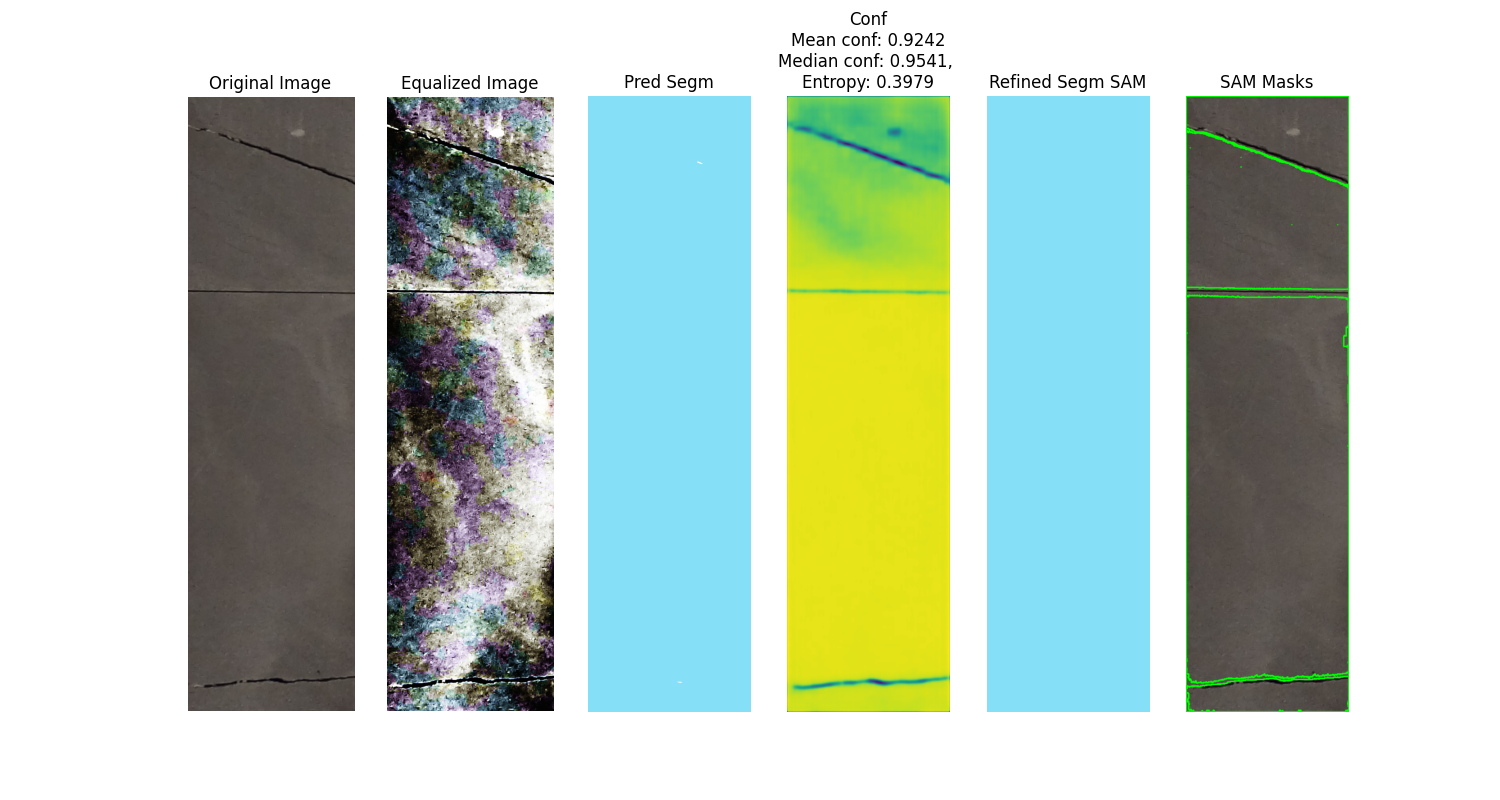 Original Image
Equalized Image
Pred Segm
Conf
Mean conf: 0.9242
Median conf: 0.9541,
Entropy: 0.3979
Refined Segm SAM
SAM Masks